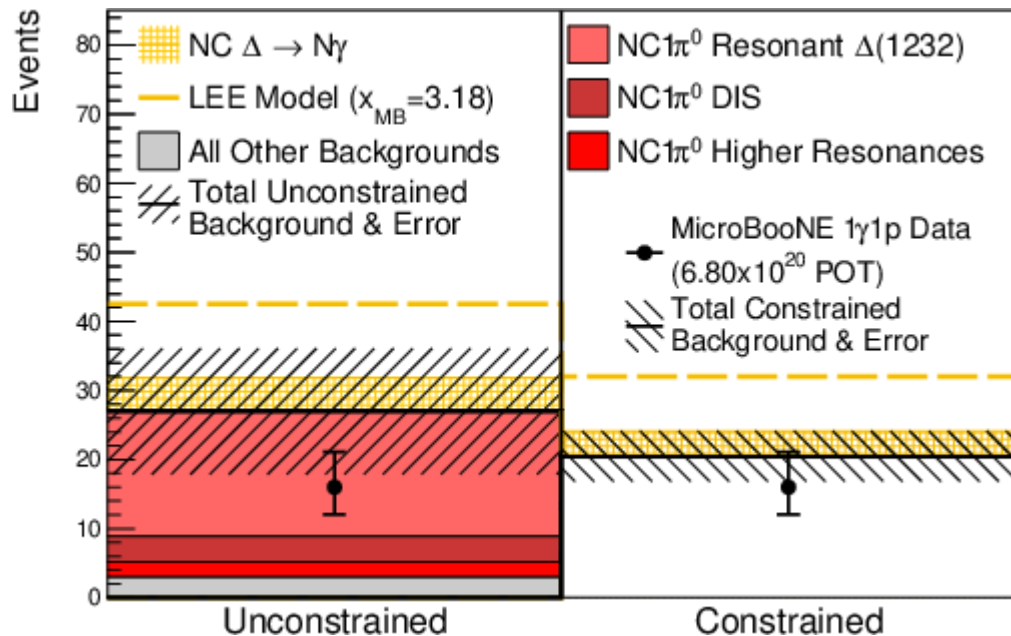 Events
80
70
60
50
40
30
20
10
0
NC Δ → Nγ
LEE Model (x_MB=3.18)
All Other Backgrounds
Total Unconstrained
Background & Error
NC1π⁰ Resonant Δ(1232)
NC1π⁰ DIS
NC1π⁰ Higher Resonances
MicroBooNE 1γ1p Data
(6.80x10²⁰ POT)
Total Constrained
Background & Error
Unconstrained
Constrained